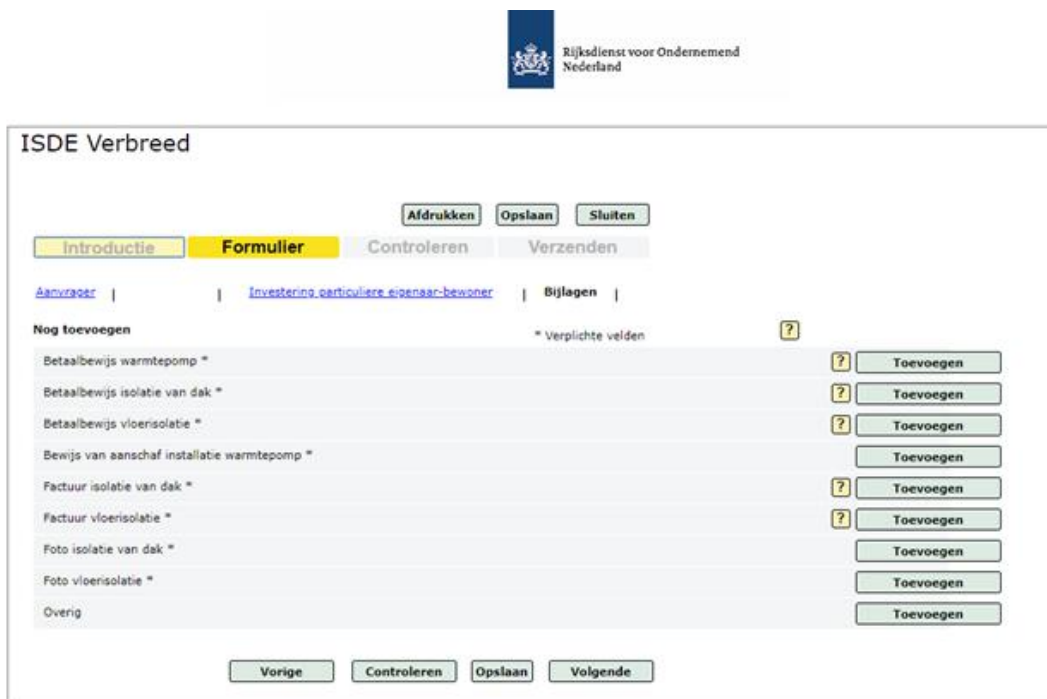 Rijksdienst voor Ondernemend
Nederland
ISDE Verbreed
Afdrukken Opslaan Sluiten
Introductie Formulier Controleren Verzenden
Aanvrager | | Investering particuliere eigenaar-bewoner | Bijlagen |
Nog toevoegen * Verplichte velden ?
Betaalbewijs warmtepomp * ? Toevoegen
Betaalbewijs isolatie van dak * ? Toevoegen
Betaalbewijs vloerisolatie * ? Toevoegen
Bewijs van aanschaf installatie warmtepomp * Toevoegen
Factuur isolatie van dak * ? Toevoegen
Factuur vloerisolatie * ? Toevoegen
Foto isolatie van dak * Toevoegen
Foto vloerisolatie * Toevoegen
Overig Toevoegen
Vorige Controleren Opslaan Volgende